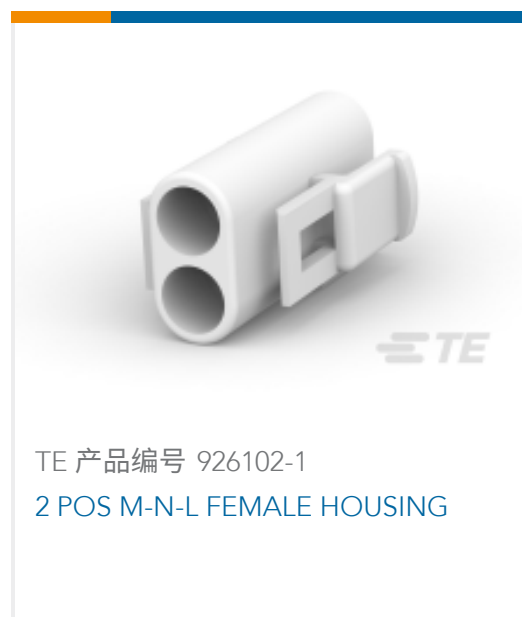 TE
TE 产品编号 926102-1
2 POS M-N-L FEMALE HOUSING